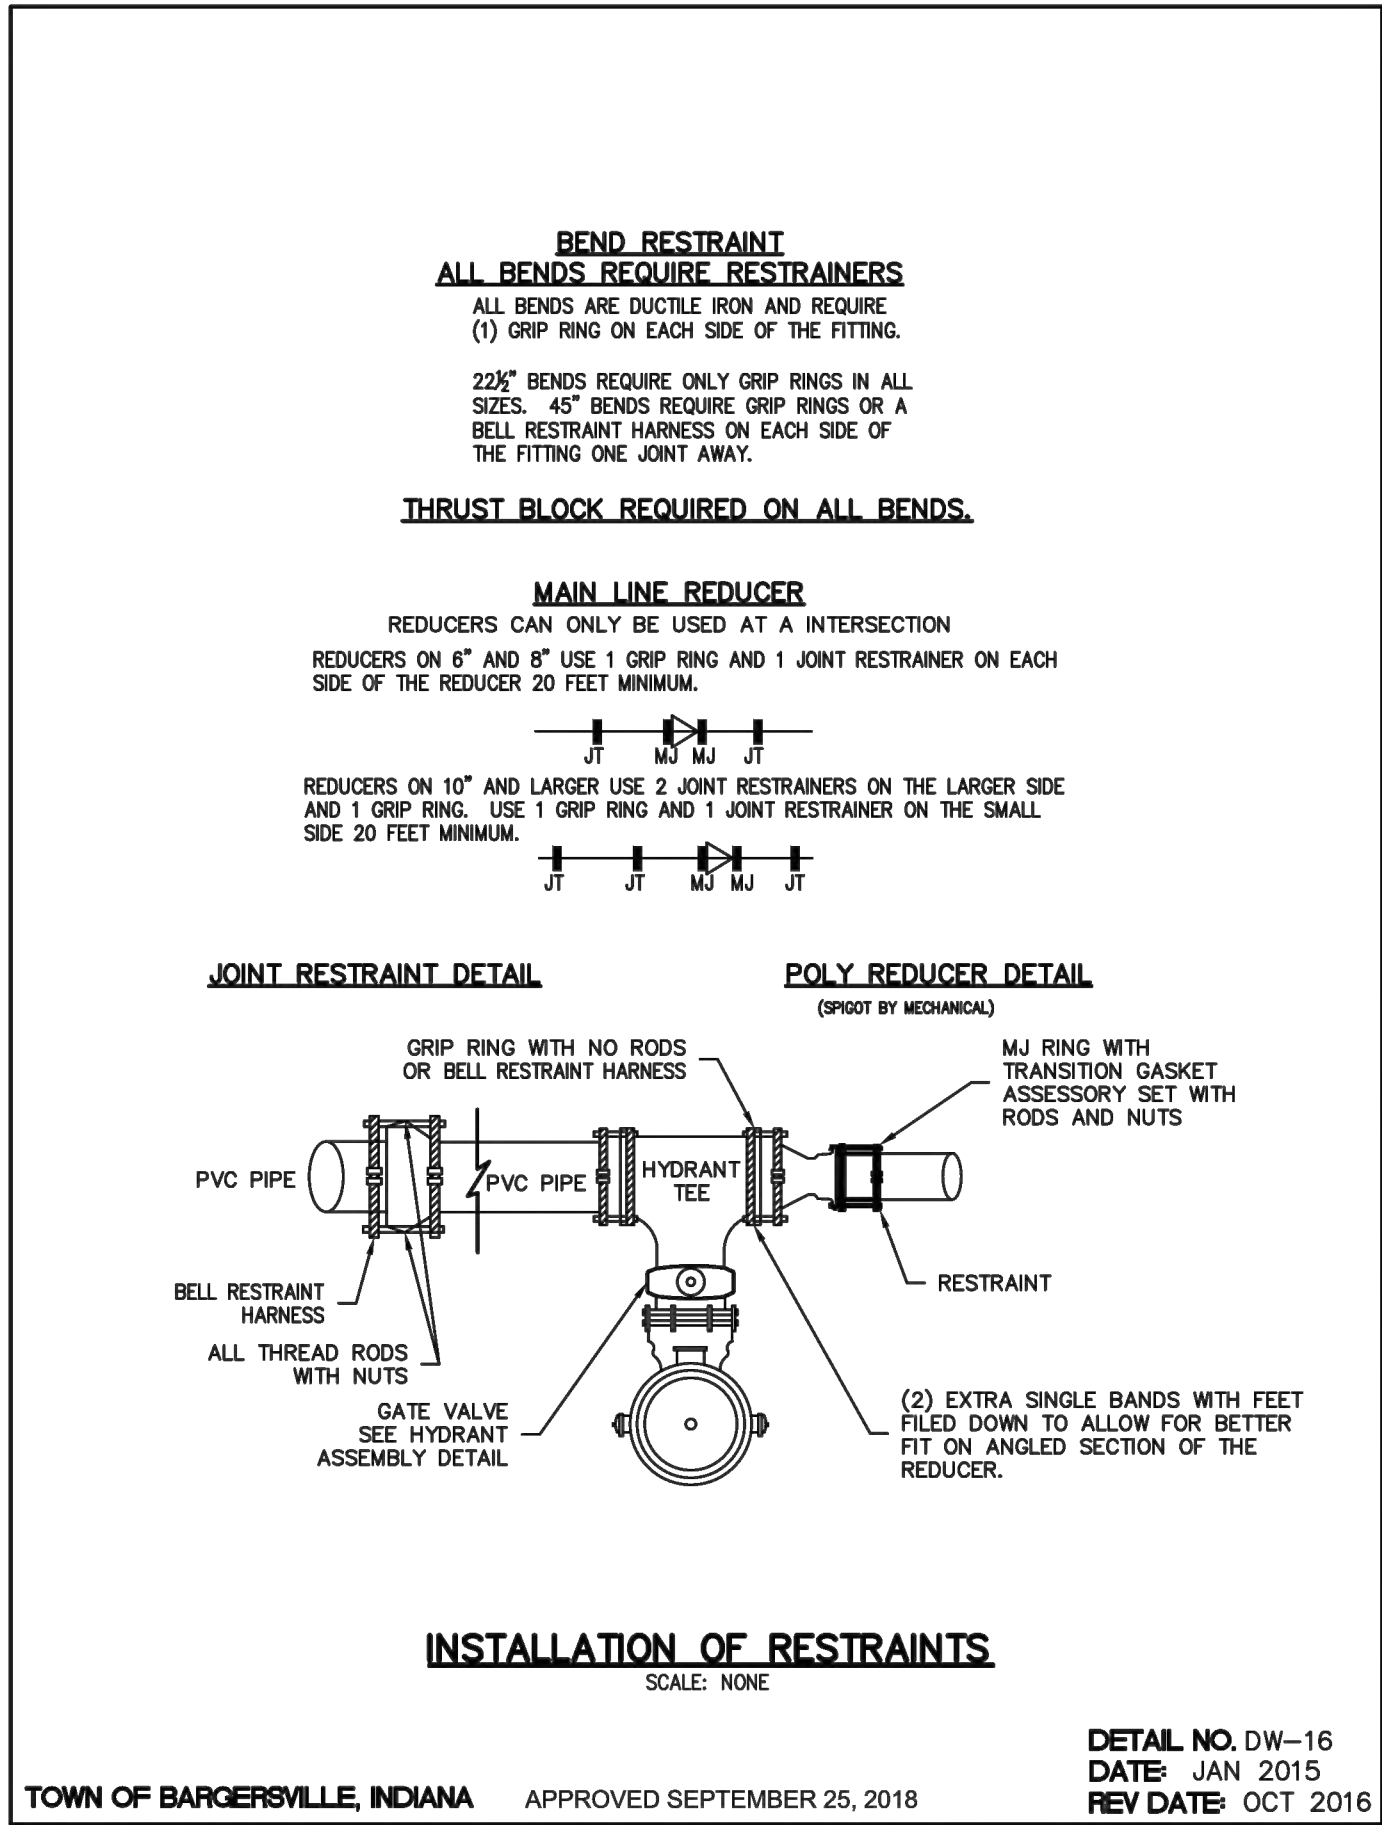 BEND RESTRAINT
ALL BENDS REQUIRE RESTRAINERS
ALL BENDS ARE DUCTILE IRON AND REQUIRE
(1) GRIP RING ON EACH SIDE OF THE FITTING.
22½" BENDS REQUIRE ONLY GRIP RINGS IN ALL
SIZES. 45" BENDS REQUIRE GRIP RINGS OR A
BELL RESTRAINT HARNESS ON EACH SIDE OF
THE FITTING ONE JOINT AWAY.
THRUST BLOCK REQUIRED ON ALL BENDS.
MAIN LINE REDUCER
REDUCERS CAN ONLY BE USED AT A INTERSECTION
REDUCERS ON 6" AND 8" USE 1 GRIP RING AND 1 JOINT RESTRAINER ON EACH
SIDE OF THE REDUCER 20 FEET MINIMUM.
JT MJ MJ JT
REDUCERS ON 10" AND LARGER USE 2 JOINT RESTRAINERS ON THE LARGER SIDE
AND 1 GRIP RING. USE 1 GRIP RING AND 1 JOINT RESTRAINER ON THE SMALL
SIDE 20 FEET MINIMUM.
JT JT MJ MJ JT
JOINT RESTRAINT DETAIL
POLY REDUCER DETAIL
(SPIGOT BY MECHANICAL)
GRIP RING WITH NO RODS
OR BELL RESTRAINT HARNESS
MJ RING WITH
TRANSITION GASKET
ASSESSORY SET WITH
RODS AND NUTS
PVC PIPE
PVC PIPE
HYDRANT
TEE
BELL RESTRAINT
HARNESS
RESTRAINT
ALL THREAD RODS
WITH NUTS
GATE VALVE
SEE HYDRANT
ASSEMBLY DETAIL
(2) EXTRA SINGLE BANDS WITH FEET
FILED DOWN TO ALLOW FOR BETTER
FIT ON ANGLED SECTION OF THE
REDUCER.
INSTALLATION OF RESTRAINTS
SCALE: NONE
DETAIL NO. DW-16
DATE: JAN 2015
REV DATE: OCT 2016
TOWN OF BARGERSVILLE, INDIANA APPROVED SEPTEMBER 25, 2018